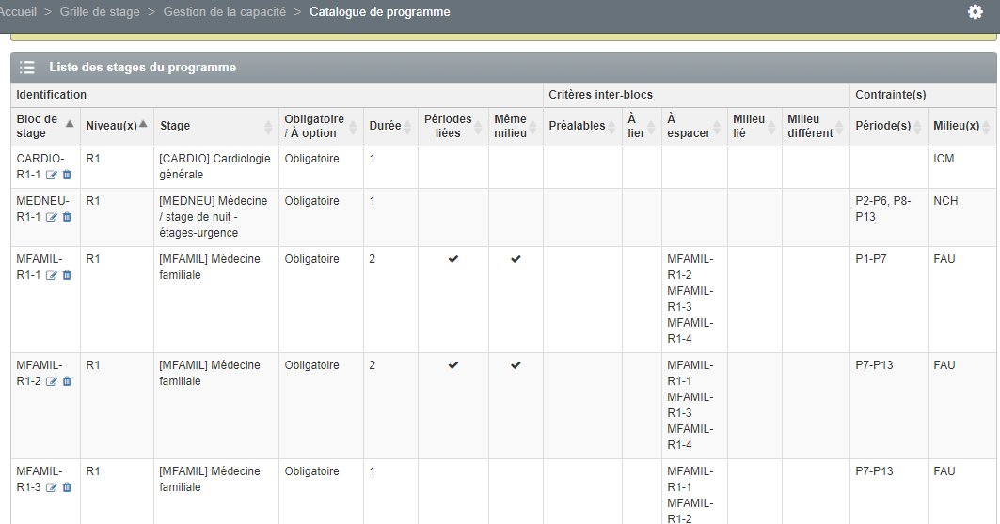 Accueil > Grille de stage > Gestion de la capacité > Catalogue de programme
Liste des stages du programme
Identification Critères inter-blocs Contrainte(s)
Bloc de stage Niveau(x) Stage Obligatoire / À option Durée Périodes liées Même milieu Préalables À lier À espacer Milieu lié Milieu différent Période(s) Milieu(x)
CARDIO-R1-1 R1 [CARDIO] Cardiologie générale Obligatoire 1 ICM
MEDNEU-R1-1 R1 [MEDNEU] Médecine / stage de nuit - étages-urgence Obligatoire 1 P2-P6, P8-P13 NCH
MFAMIL-R1-1 R1 [MFAMIL] Médecine familiale Obligatoire 2 ✓ ✓ MFAMIL-R1-2 MFAMIL-R1-3 MFAMIL-R1-4 P1-P7 FAU
MFAMIL-R1-2 R1 [MFAMIL] Médecine familiale Obligatoire 2 ✓ ✓ MFAMIL-R1-1 MFAMIL-R1-3 MFAMIL-R1-4 P7-P13 FAU
MFAMIL-R1-3 R1 [MFAMIL] Médecine familiale Obligatoire 1 MFAMIL-R1-1 MFAMIL-R1-2 P7-P13 FAU